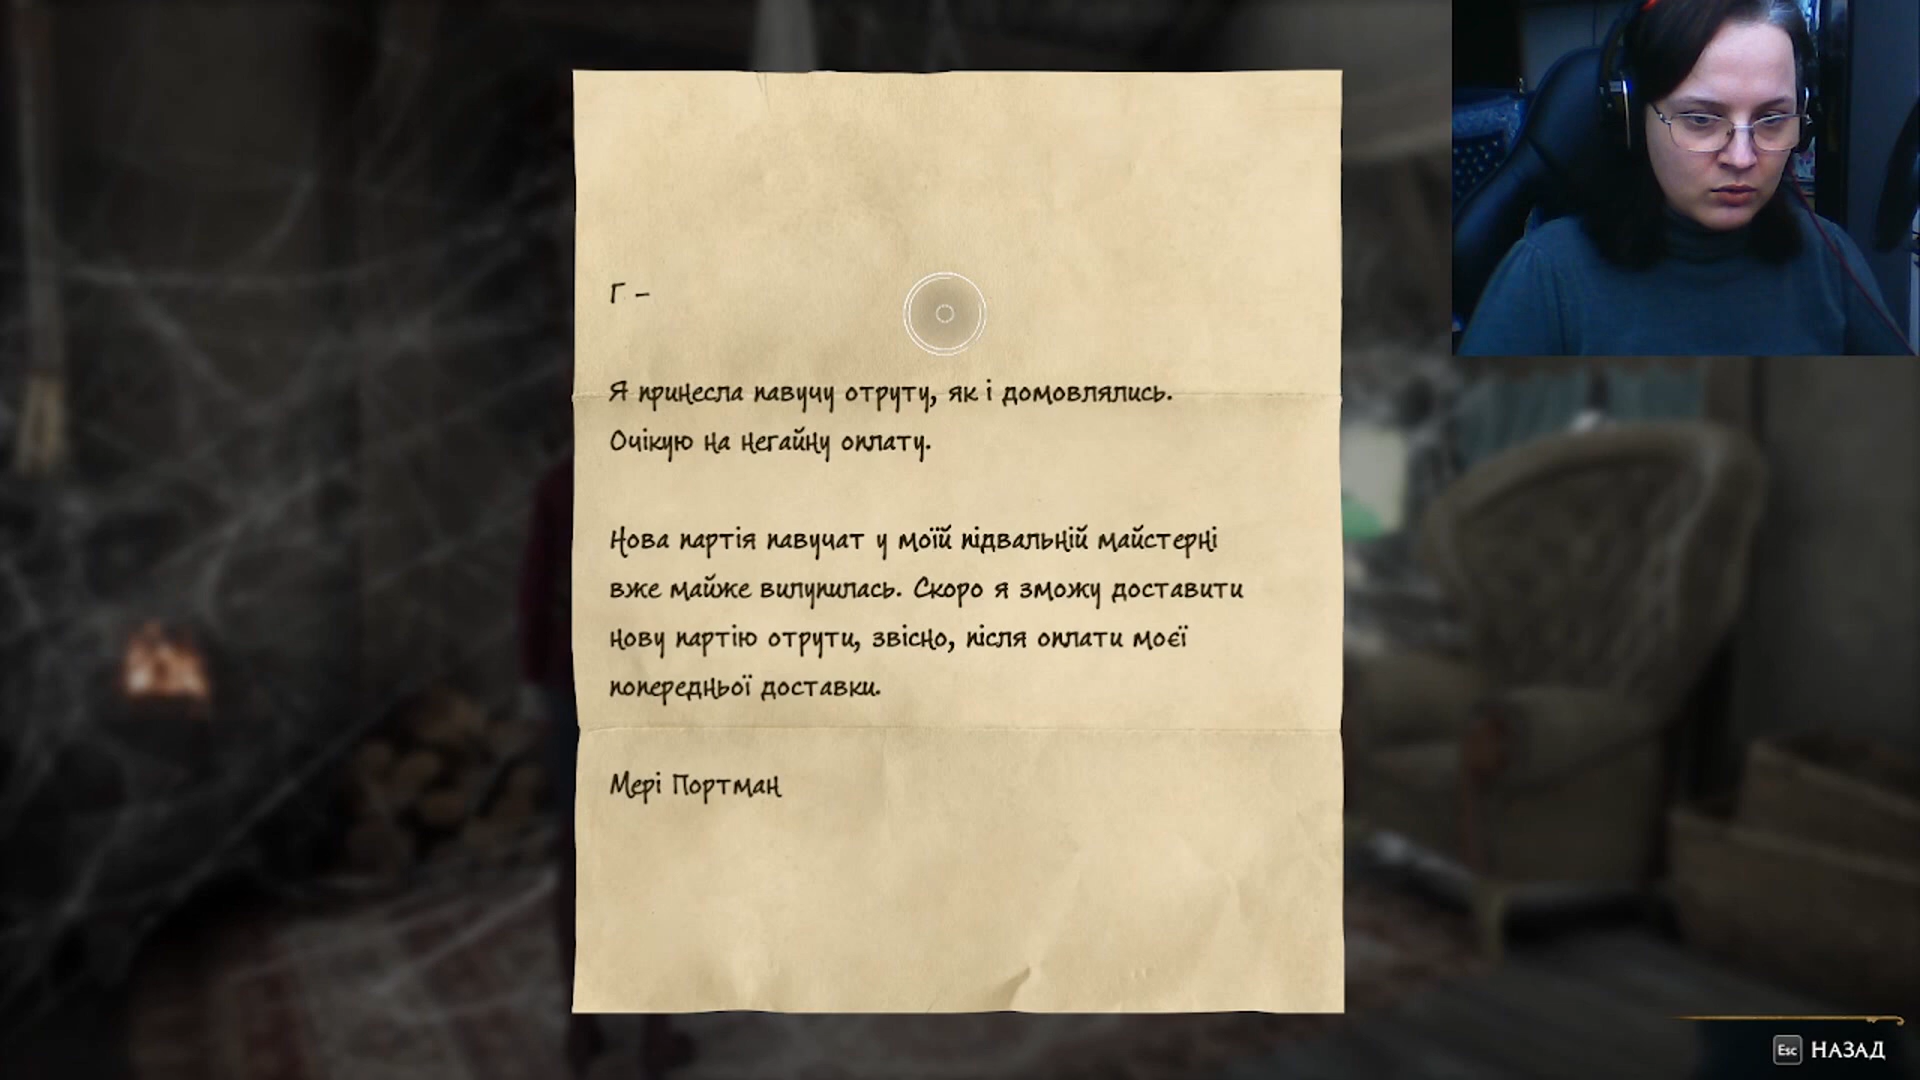 Г –
Я принесла павучу отруту, як і домовлялись.
Очікую на негайну оплату.
Нова партія павучат у моїй підвальній майстерні
вже майже вилупилась. Скоро я зможу доставити
нову партію отрути, звісно, після оплати моєї
попередньої доставки.
Мері Портман
Esc НАЗАД